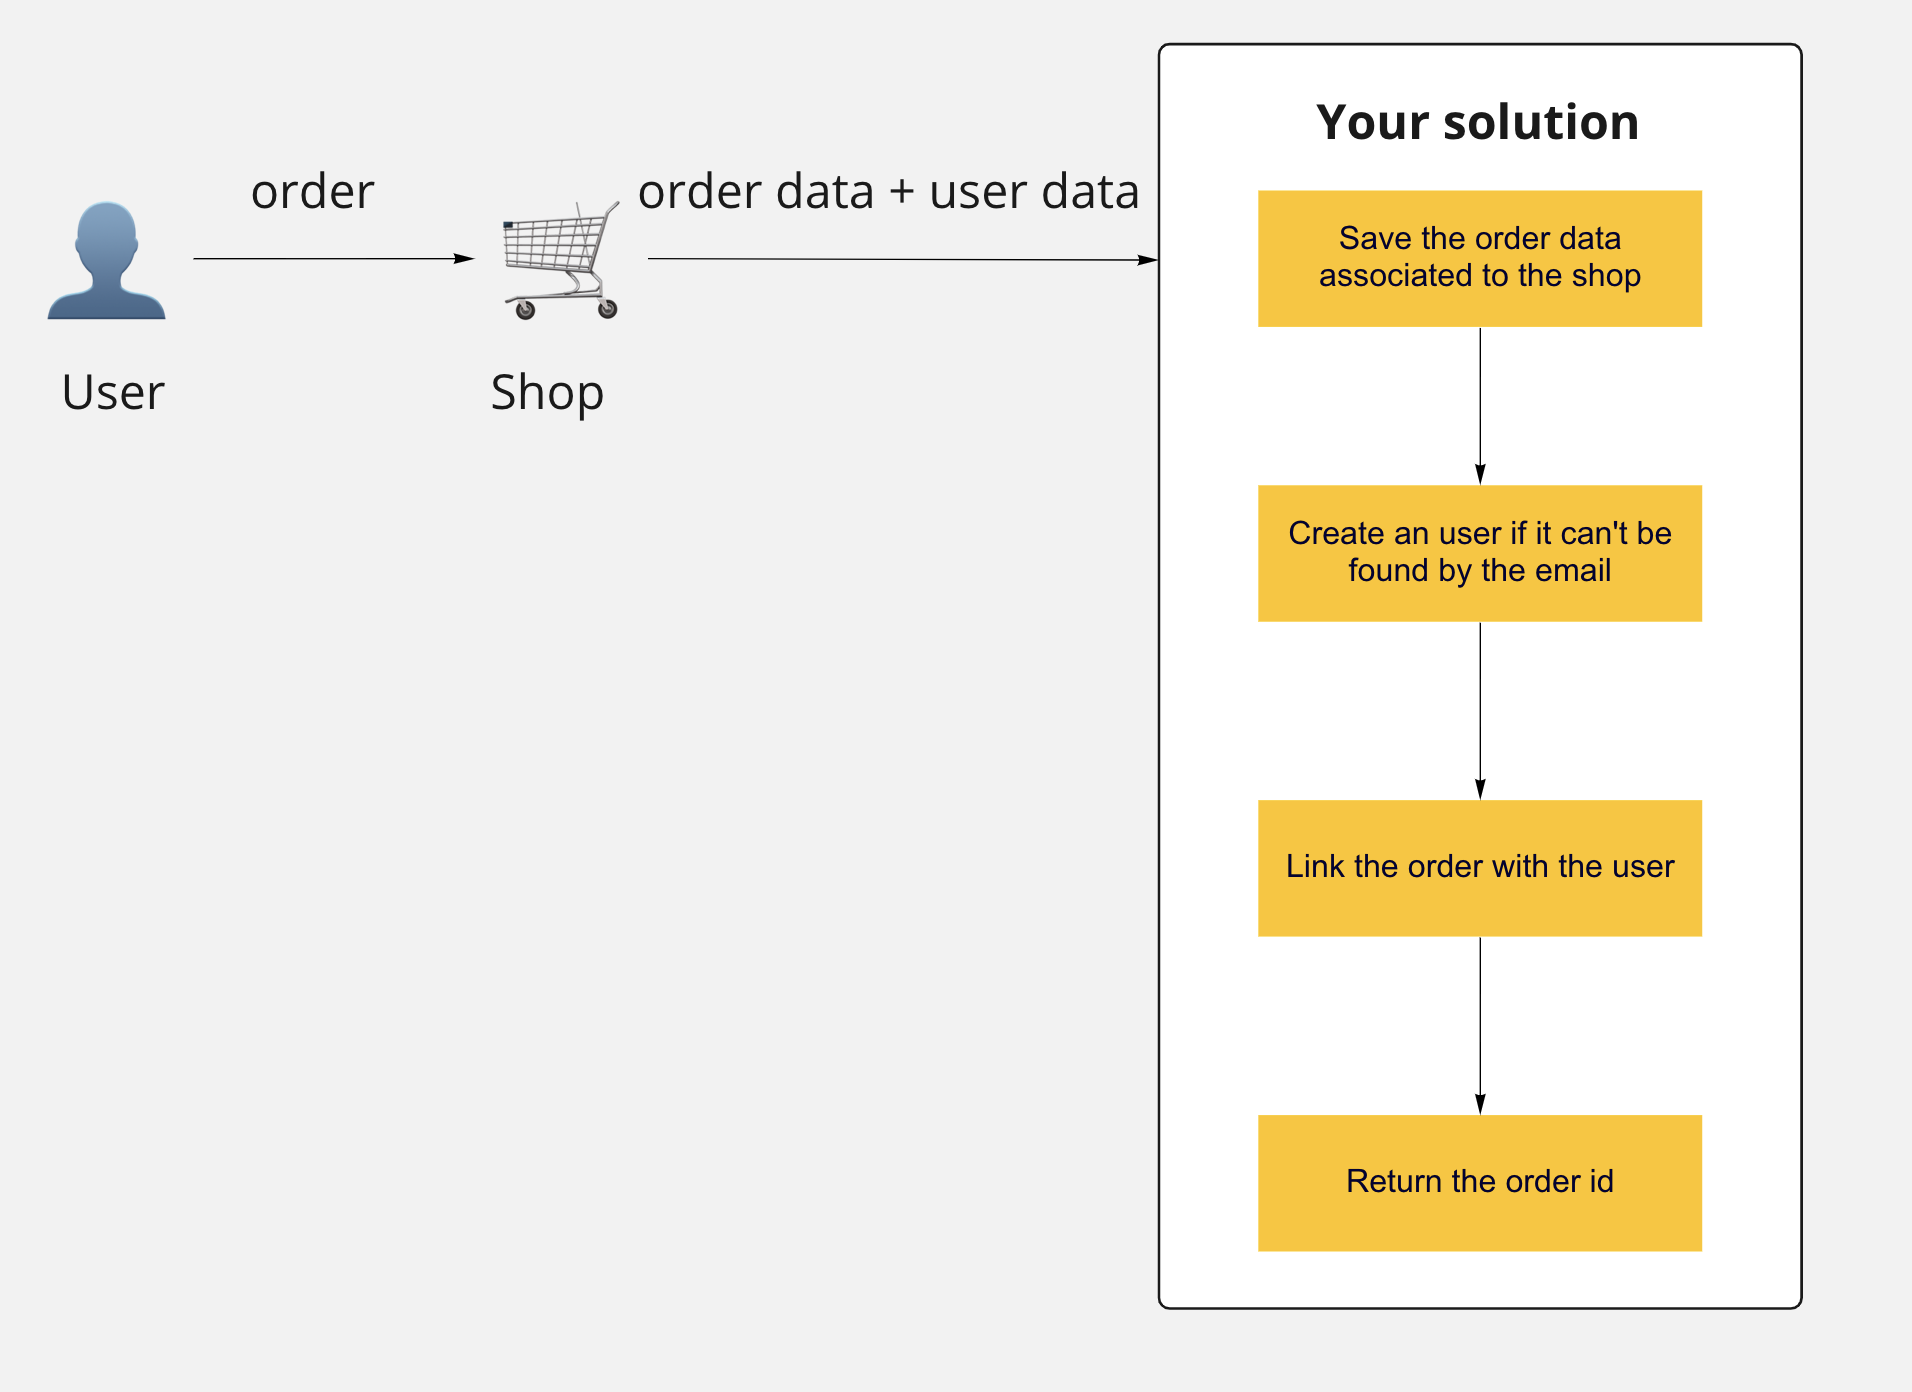 order
User
Shop
order data + user data
Your solution
Save the order data
associated to the shop
Create an user if it can't be
found by the email
Link the order with the user
Return the order id